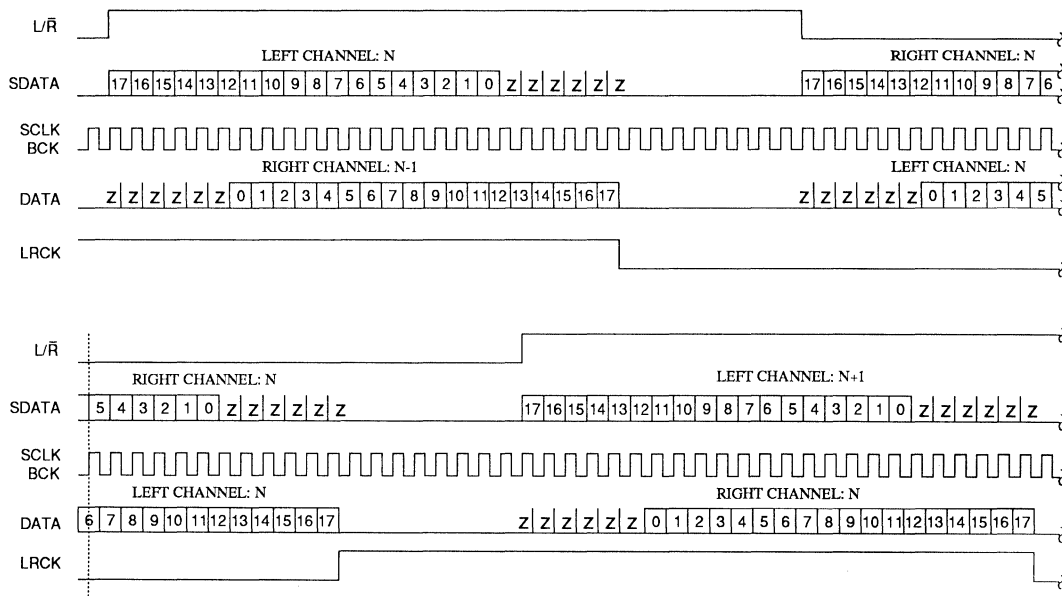 L/R̅
LEFT CHANNEL: N
RIGHT CHANNEL: N
SDATA
17 16 15 14 13 12 11 10 9 8 7 6 5 4 3 2 1 0 Z Z Z Z Z Z
17 16 15 14 13 12 11 10 9 8 7 6
SCLK
BCK
RIGHT CHANNEL: N-1
LEFT CHANNEL: N
DATA
Z Z Z Z Z Z 0 1 2 3 4 5 6 7 8 9 10 11 12 13 14 15 16 17
Z Z Z Z Z Z 0 1 2 3 4 5
LRCK
L/R̅
RIGHT CHANNEL: N
LEFT CHANNEL: N+1
SDATA
5 4 3 2 1 0 Z Z Z Z Z Z
17 16 15 14 13 12 11 10 9 8 7 6 5 4 3 2 1 0 Z Z Z Z Z Z
SCLK
BCK
LEFT CHANNEL: N
RIGHT CHANNEL: N
DATA
6 7 8 9 10 11 12 13 14 15 16 17
Z Z Z Z Z Z 0 1 2 3 4 5 6 7 8 9 10 11 12 13 14 15 16 17
LRCK